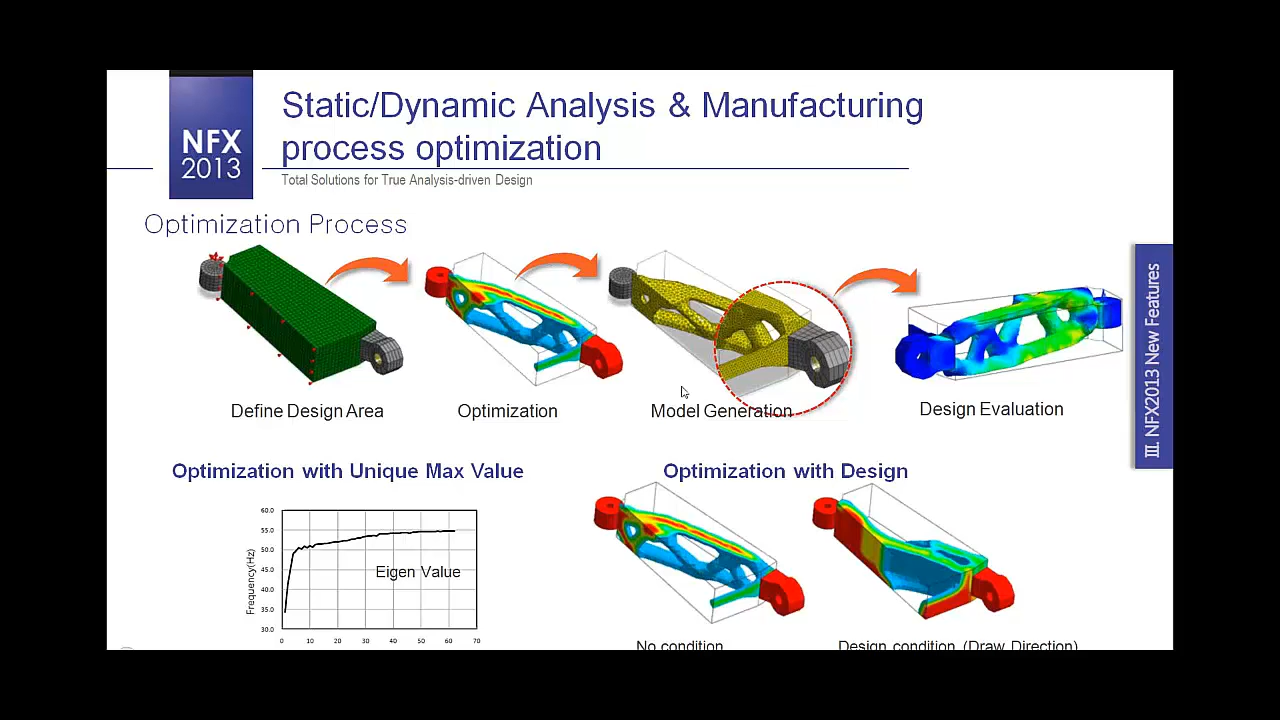 NFX
2013
Static/Dynamic Analysis & Manufacturing
process optimization
Total Solutions for True Analysis-driven Design
Optimization Process
Define Design Area
Optimization
Model Generation
Design Evaluation
III. NFX2013 New Features
Optimization with Unique Max Value
Optimization with Design
Frequency(Hz)
60.0
55.0
50.0
45.0
40.0
35.0
30.0
Eigen Value
0 10 20 30 40 50 60 70
No condition
Design condition (Draw Direction)